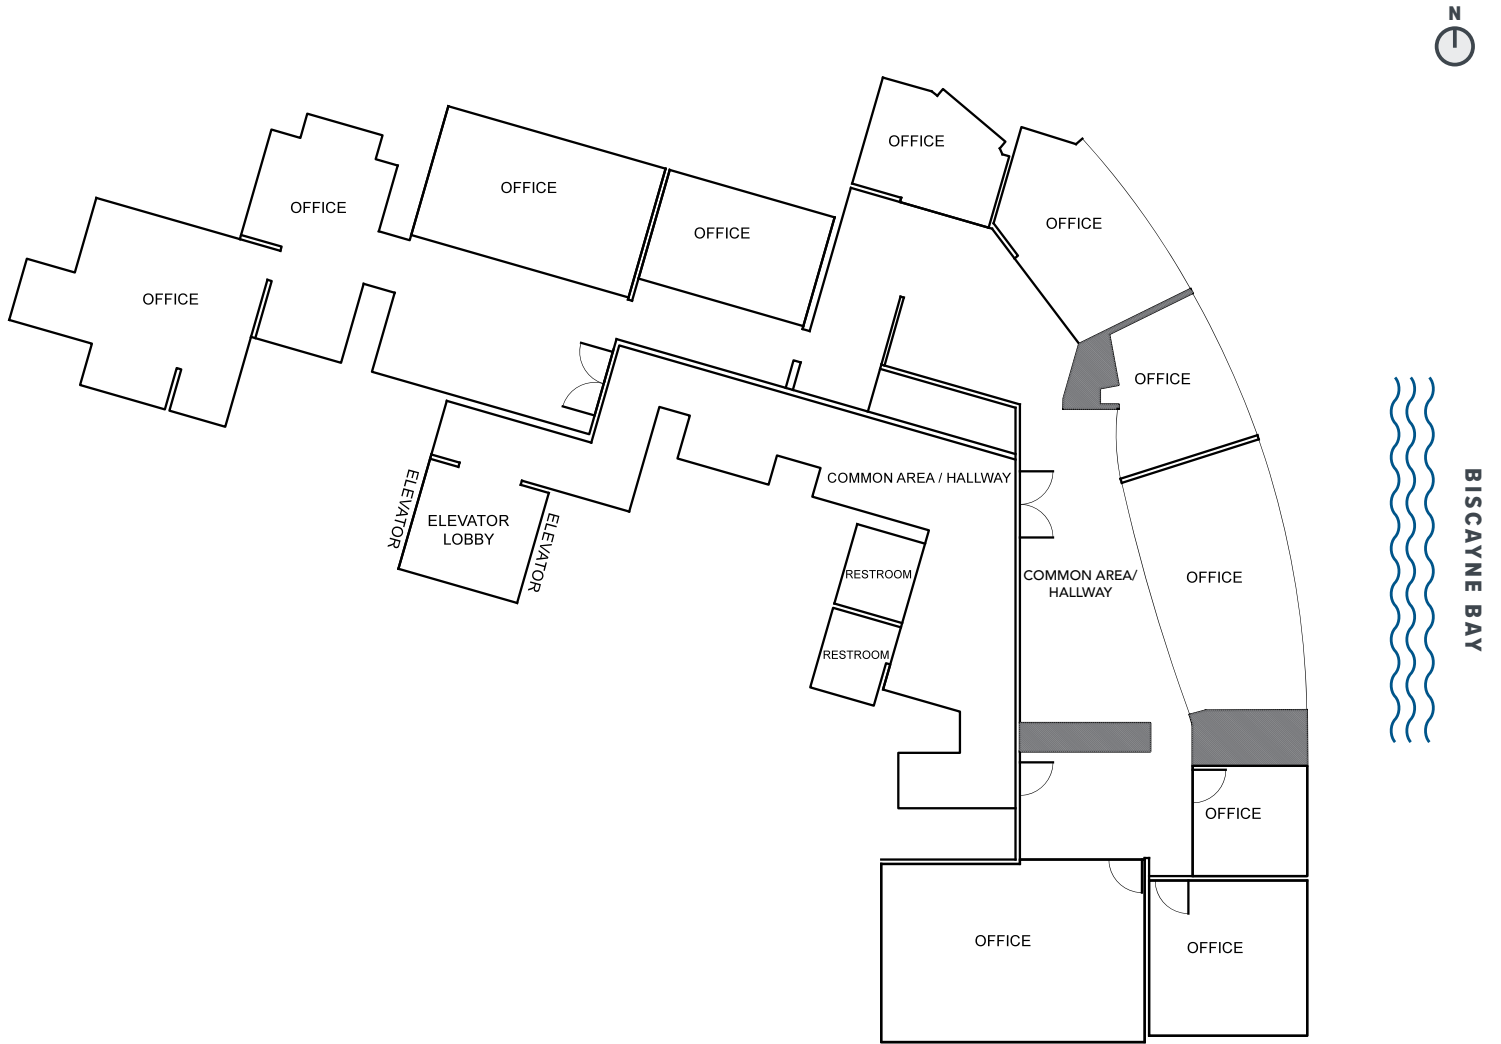 N
OFFICE
OFFICE
OFFICE
OFFICE
OFFICE
OFFICE
OFFICE
OFFICE
COMMON AREA / HALLWAY
ELEVATOR
ELEVATOR
LOBBY
ELEVATOR
RESTROOM
COMMON AREA/
HALLWAY
OFFICE
BISCAYNE BAY
RESTROOM
OFFICE
OFFICE
OFFICE